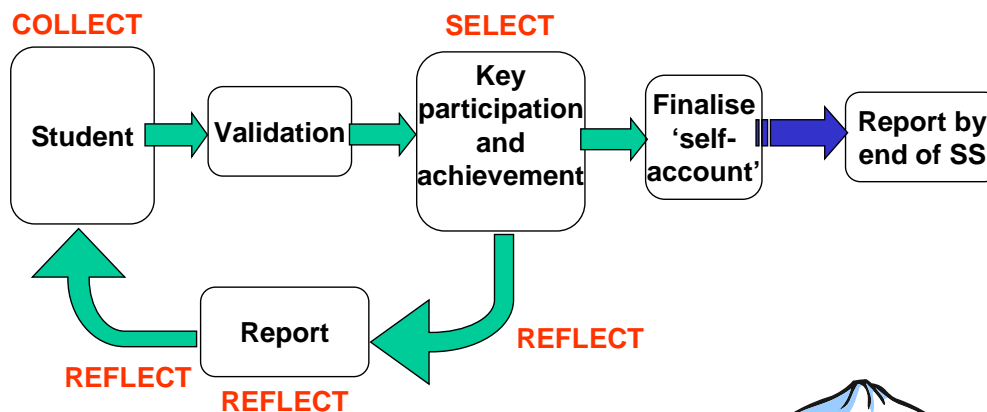 COLLECT
SELECT
Student
Validation
Key
participation
and
achievement
Finalise
‘self-
account’
Report by
end of SS
Report
REFLECT
REFLECT
REFLECT